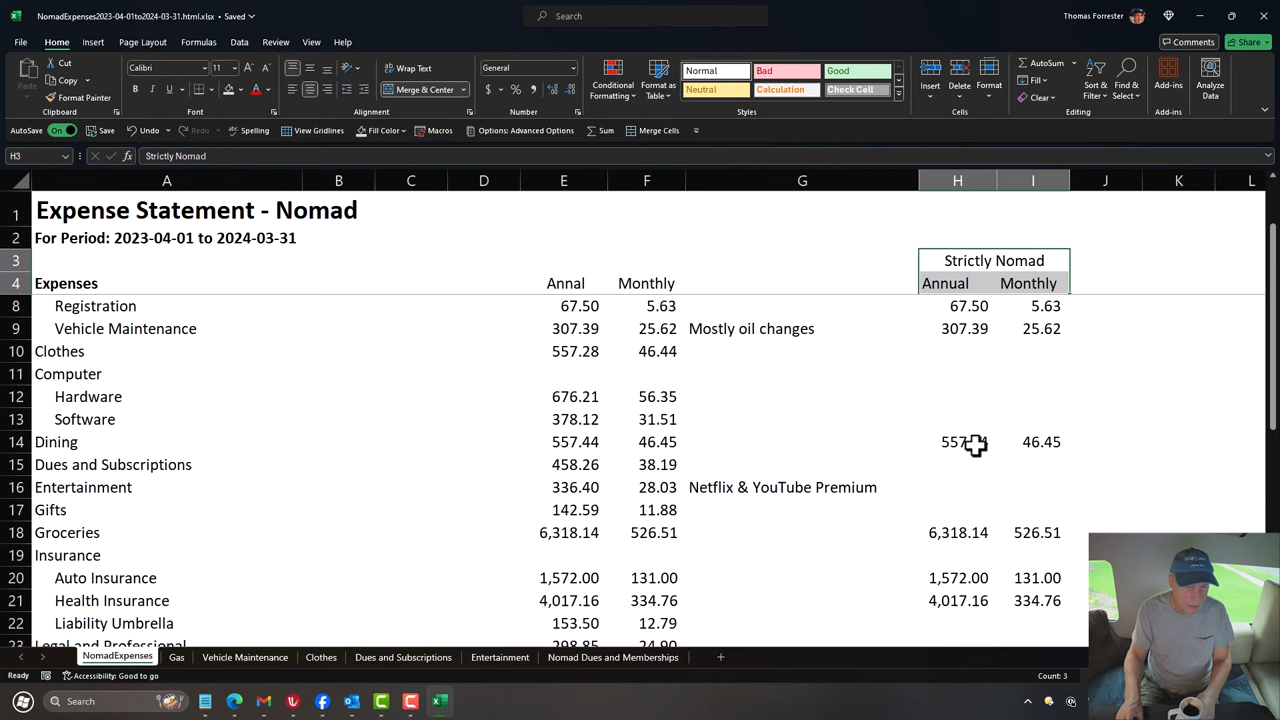 NomadExpenses2023-04-01to2024-03-31.html.xlsx • Saved
Search
Thomas Forrester
File Home Insert Page Layout Formulas Data Review View Help
Comments Share
Paste
Cut
Copy
Format Painter
Clipboard
Calibri 11
B I U
Font
Wrap Text
Merge & Center
Alignment
General
$ % ,
Number
Conditional Formatting
Format as Table
Normal Bad Good
Neutral Calculation Check Cell
Styles
Insert Delete Format
Cells
AutoSum
Fill
Clear
Sort & Filter
Find & Select
Editing
Add-ins
Add-ins
Analyze Data
AutoSave On Save Undo Redo Spelling View Gridlines Fill Color Macros Options: Advanced Options Sum Merge Cells
H3 fx Strictly Nomad
A B C D E F G H I J K L
1 Expense Statement - Nomad
2 For Period: 2023-04-01 to 2024-03-31
3 Strictly Nomad
4 Expenses Annal Monthly Annual Monthly
8 Registration 67.50 5.63 67.50 5.63
9 Vehicle Maintenance 307.39 25.62 Mostly oil changes 307.39 25.62
10 Clothes 557.28 46.44
11 Computer
12 Hardware 676.21 56.35
13 Software 378.12 31.51
14 Dining 557.44 46.45 557. 46.45
15 Dues and Subscriptions 458.26 38.19
16 Entertainment 336.40 28.03 Netflix & YouTube Premium
17 Gifts 142.59 11.88
18 Groceries 6,318.14 526.51 6,318.14 526.51
19 Insurance
20 Auto Insurance 1,572.00 131.00 1,572.00 131.00
21 Health Insurance 4,017.16 334.76 4,017.16 334.76
22 Liability Umbrella 153.50 12.79
23 Legal and Professional 298.85 24.90
NomadExpenses Gas Vehicle Maintenance Clothes Dues and Subscriptions Entertainment Nomad Dues and Memberships
Ready Accessibility: Good to go Count: 3
Search